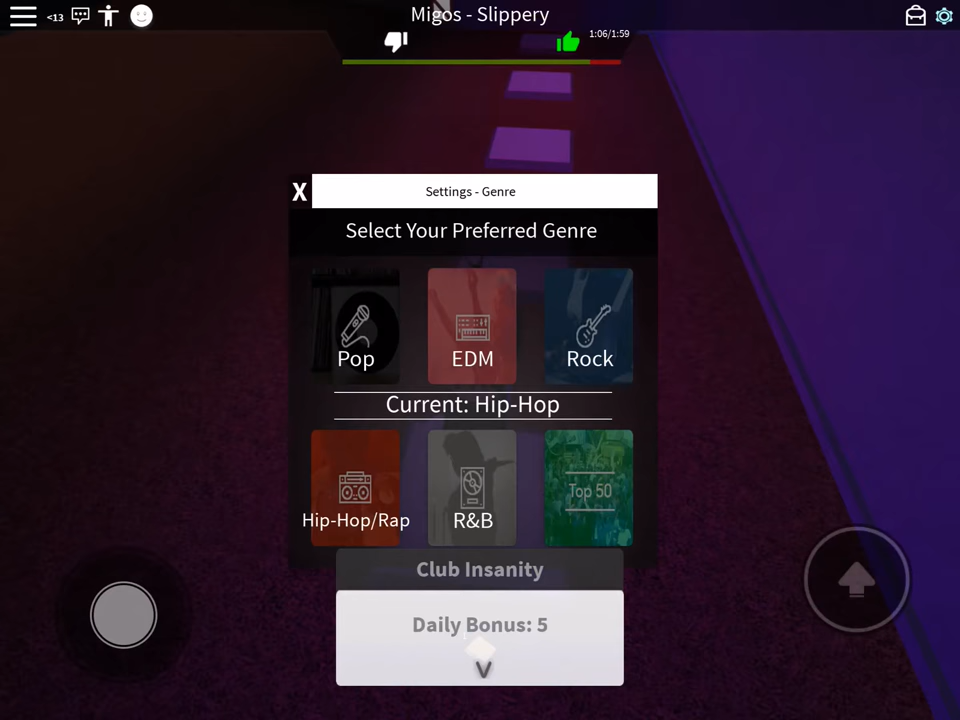 <13
Migos - Slippery
1:06/1:59
X
Settings - Genre
Select Your Preferred Genre
Pop
EDM
Rock
Current: Hip-Hop
Hip-Hop/Rap
R&B
Top 50
Club Insanity
Daily Bonus: 5
V